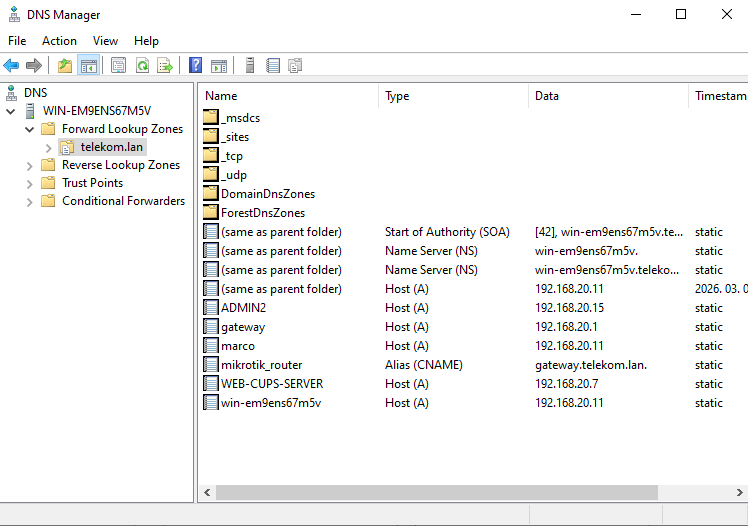 DNS Manager
File Action View Help
DNS
WIN-EM9ENS67M5V
Forward Lookup Zones
telekom.lan
Reverse Lookup Zones
Trust Points
Conditional Forwarders
Name Type Data Timestam
_msdcs
_sites
_tcp
_udp
DomainDnsZones
ForestDnsZones
(same as parent folder) Start of Authority (SOA) [42], win-em9ens67m5v.te... static
(same as parent folder) Name Server (NS) win-em9ens67m5v. static
(same as parent folder) Name Server (NS) win-em9ens67m5v.teleko... static
(same as parent folder) Host (A) 192.168.20.11 2026. 03. 0
ADMIN2 Host (A) 192.168.20.15 static
gateway Host (A) 192.168.20.1 static
marco Host (A) 192.168.20.11 static
mikrotik_router Alias (CNAME) gateway.telekom.lan. static
WEB-CUPS-SERVER Host (A) 192.168.20.7 static
win-em9ens67m5v Host (A) 192.168.20.11 static